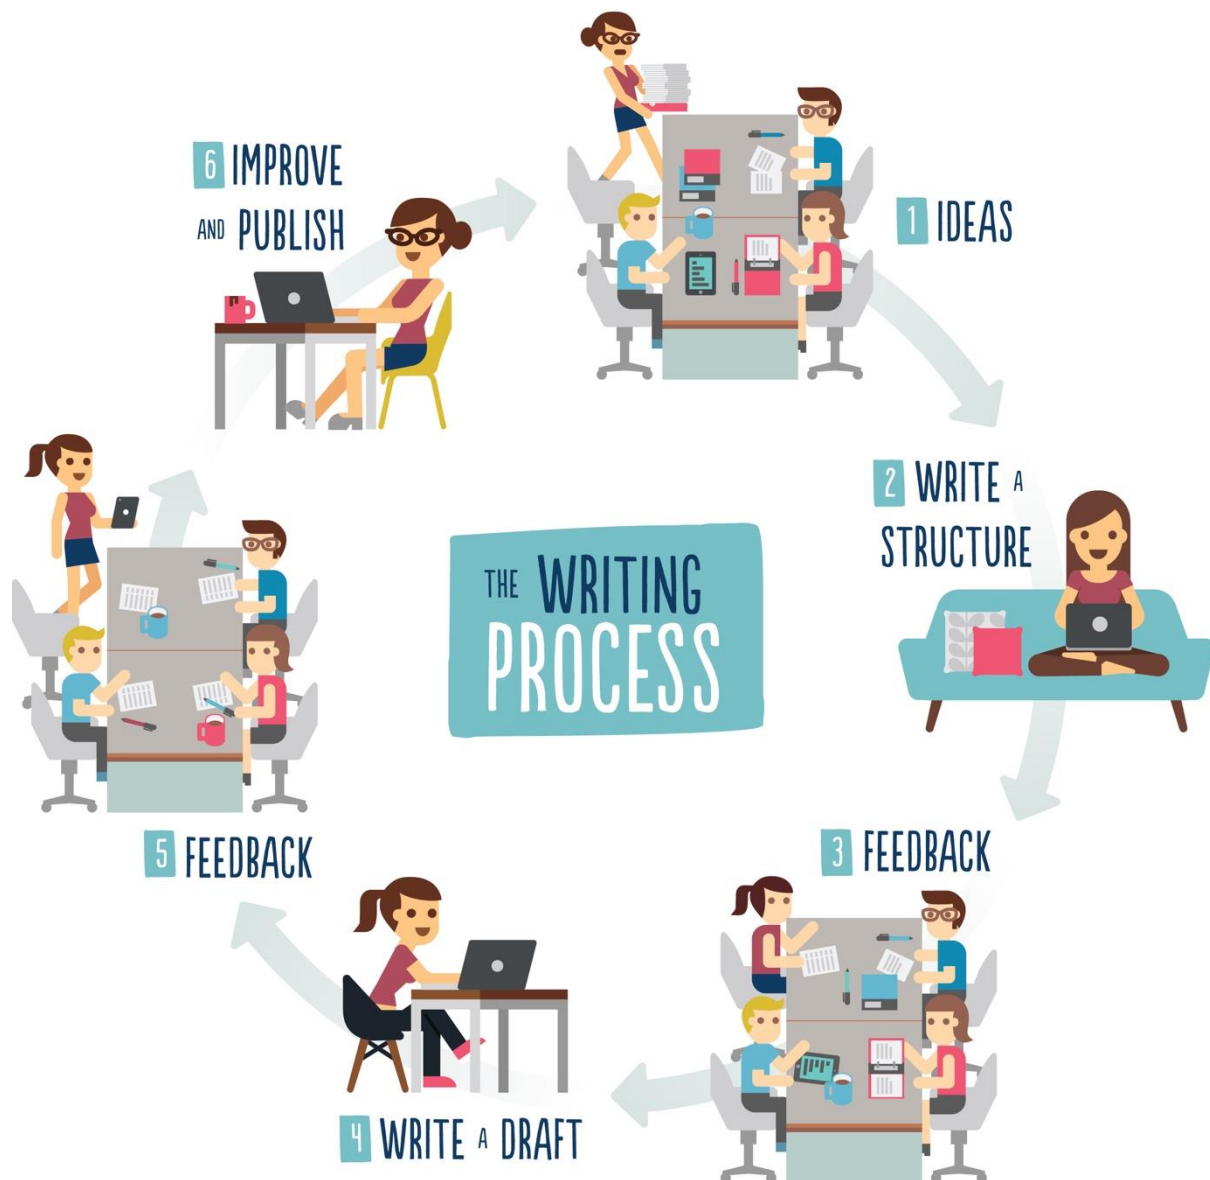 THE WRITING
PROCESS
1 IDEAS
2 WRITE A
STRUCTURE
3 FEEDBACK
4 WRITE A DRAFT
5 FEEDBACK
6 IMPROVE
AND PUBLISH